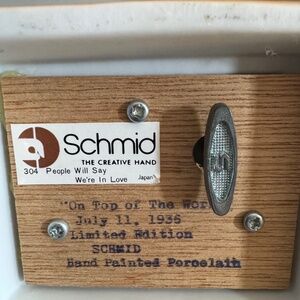 Schmid
THE CREATIVE HAND
304 People Will Say
We're In Love Japan
"On Top of The Wor
July 11, 1936
Limited Edition
SCHMID
Hand Painted Porcelain